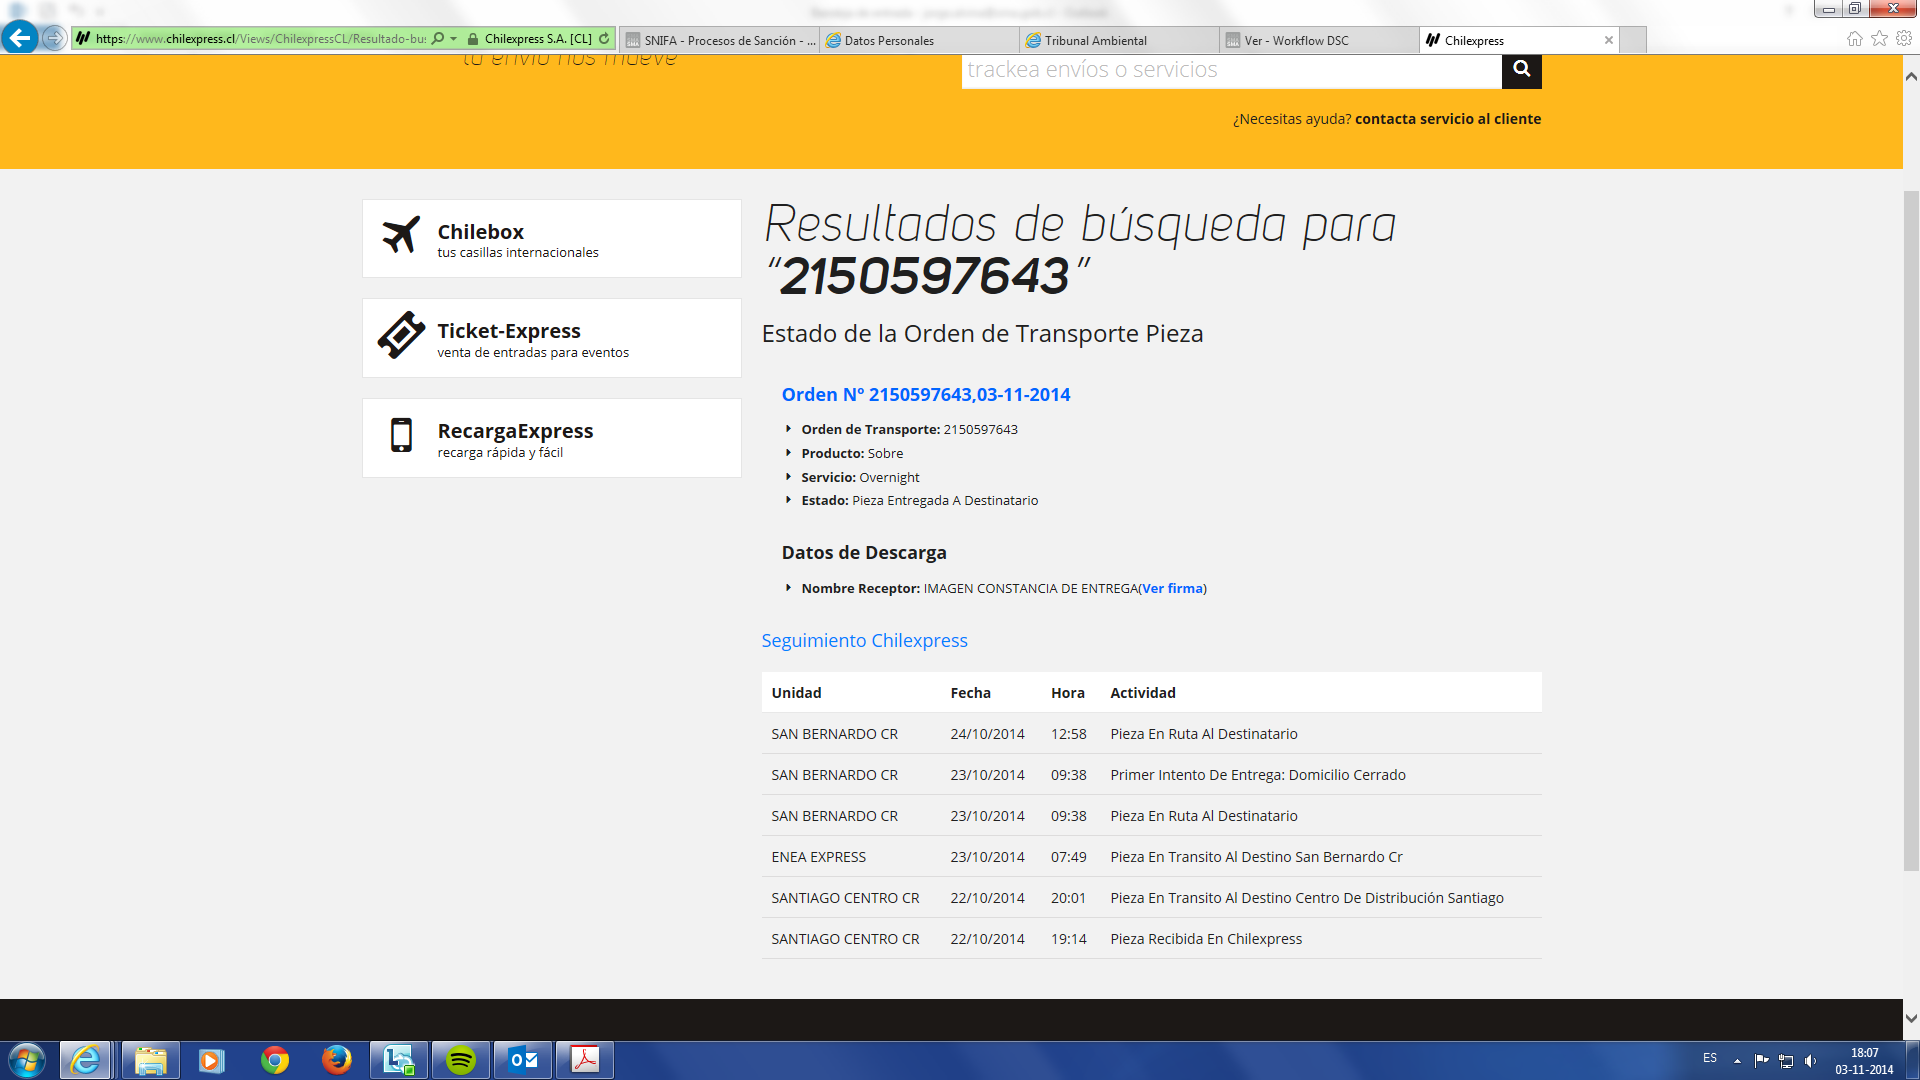 https://www.chilexpress.cl/Views/ChilexpressCL/Resultado-bu:
Chilexpress S.A. [CL]
SNIFA - Procesos de Sanción - ...
Datos Personales
Tribunal Ambiental
Ver - Workflow DSC
Chilexpress
tu envío nos mueve
trackea envíos o servicios
¿Necesitas ayuda? contacta servicio al cliente
Chilebox
tus casillas internacionales
Ticket-Express
venta de entradas para eventos
RecargaExpress
recarga rápida y fácil
Resultados de búsqueda para
“2150597643”
Estado de la Orden de Transporte Pieza
Orden Nº 2150597643,03-11-2014
Orden de Transporte: 2150597643
Producto: Sobre
Servicio: Overnight
Estado: Pieza Entregada A Destinatario
Datos de Descarga
Nombre Receptor: IMAGEN CONSTANCIA DE ENTREGA(Ver firma)
Seguimiento Chilexpress
Unidad Fecha Hora Actividad
SAN BERNARDO CR 24/10/2014 12:58 Pieza En Ruta Al Destinatario
SAN BERNARDO CR 23/10/2014 09:38 Primer Intento De Entrega: Domicilio Cerrado
SAN BERNARDO CR 23/10/2014 09:38 Pieza En Ruta Al Destinatario
ENEA EXPRESS 23/10/2014 07:49 Pieza En Transito Al Destino San Bernardo Cr
SANTIAGO CENTRO CR 22/10/2014 20:01 Pieza En Transito Al Destino Centro De Distribución Santiago
SANTIAGO CENTRO CR 22/10/2014 19:14 Pieza Recibida En Chilexpress
ES
18:07
03-11-2014